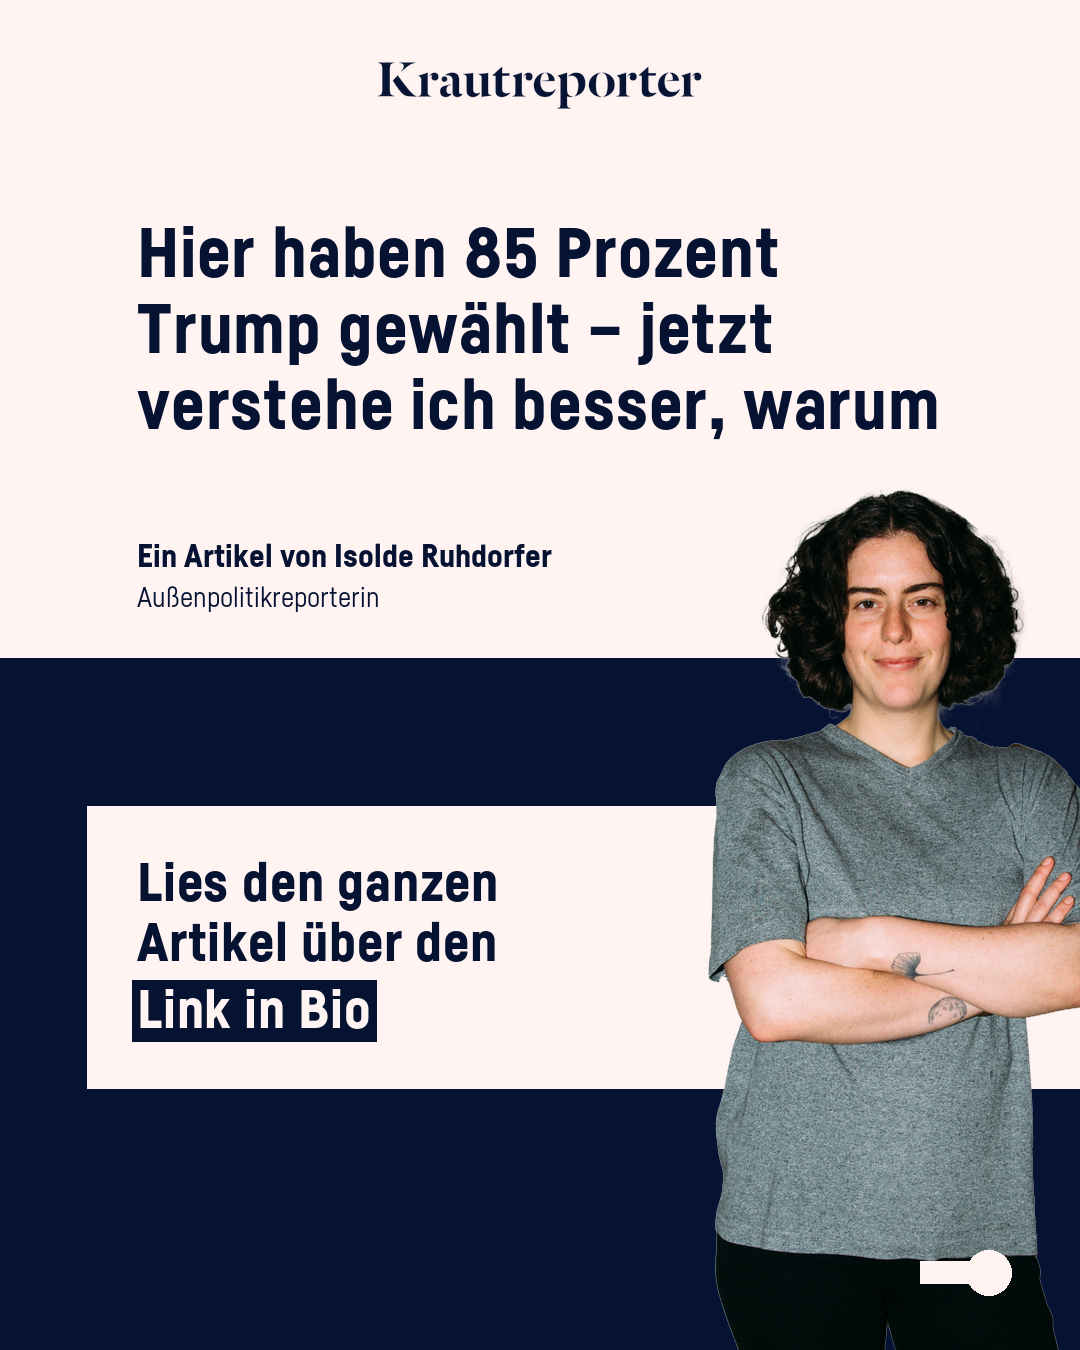 Krautreporter
Hier haben 85 Prozent
Trump gewählt – jetzt
verstehe ich besser, warum
Ein Artikel von Isolde Ruhdorfer
Außenpolitikreporterin
Lies den ganzen
Artikel über den
Link in Bio